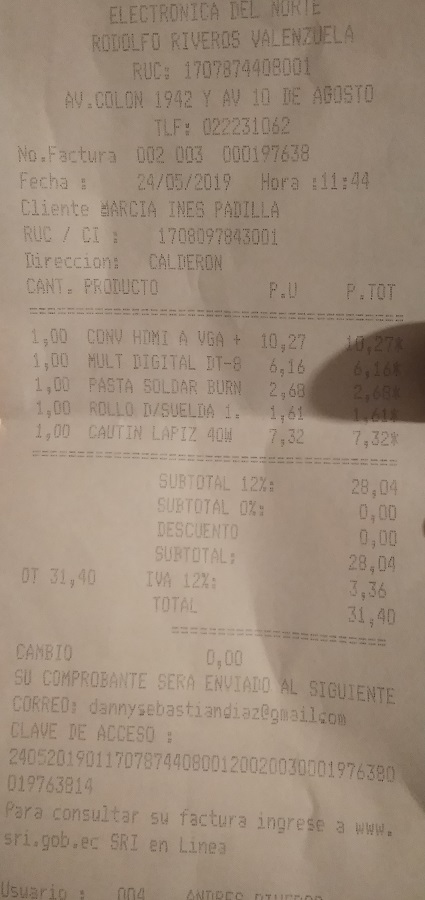 ELECTRONICA DEL NORTE
RODOLFO RIVEROS VALENZUELA
RUC: 1707874408001
AV.COLON 1942 Y AV 10 DE AGOSTO
TLF: 022231062
No.Factura 002 003 000197638
Fecha : 24/05/2019 Hora :11:44
Cliente MARCIA INES PADILLA
RUC / CI : 1708097843001
Direccion: CALDERON
CANT. PRODUCTO P.U P.TOT
1,00 CONV HDMI A VGA + 10,27 10,27*
1,00 MULT DIGITAL DT-8 6,16 6,16*
1,00 PASTA SOLDAR BURN 2,68 2,68*
1,00 ROLLO D/SUELDA 1. 1,61 1,61*
1,00 CAUTIN LAPIZ 40W 7,32 7,32*
SUBTOTAL 12%: 28,04
SUBTOTAL 0%: 0,00
DESCUENTO 0,00
SUBTOTAL: 28,04
OT 31,40 IVA 12%: 3,36
TOTAL 31,40
CAMBIO 0,00
SU COMPROBANTE SERA ENVIADO AL SIGUIENTE
CORREO: dannysebastiandiaz@gmail.com
CLAVE DE ACCESO :
2405201901170787440800120020030001976380
019763814
Para consultar su factura ingrese a www.
sri.gob.ec SRI en Linea
Usuario : 004 ANDRES RIVEROS